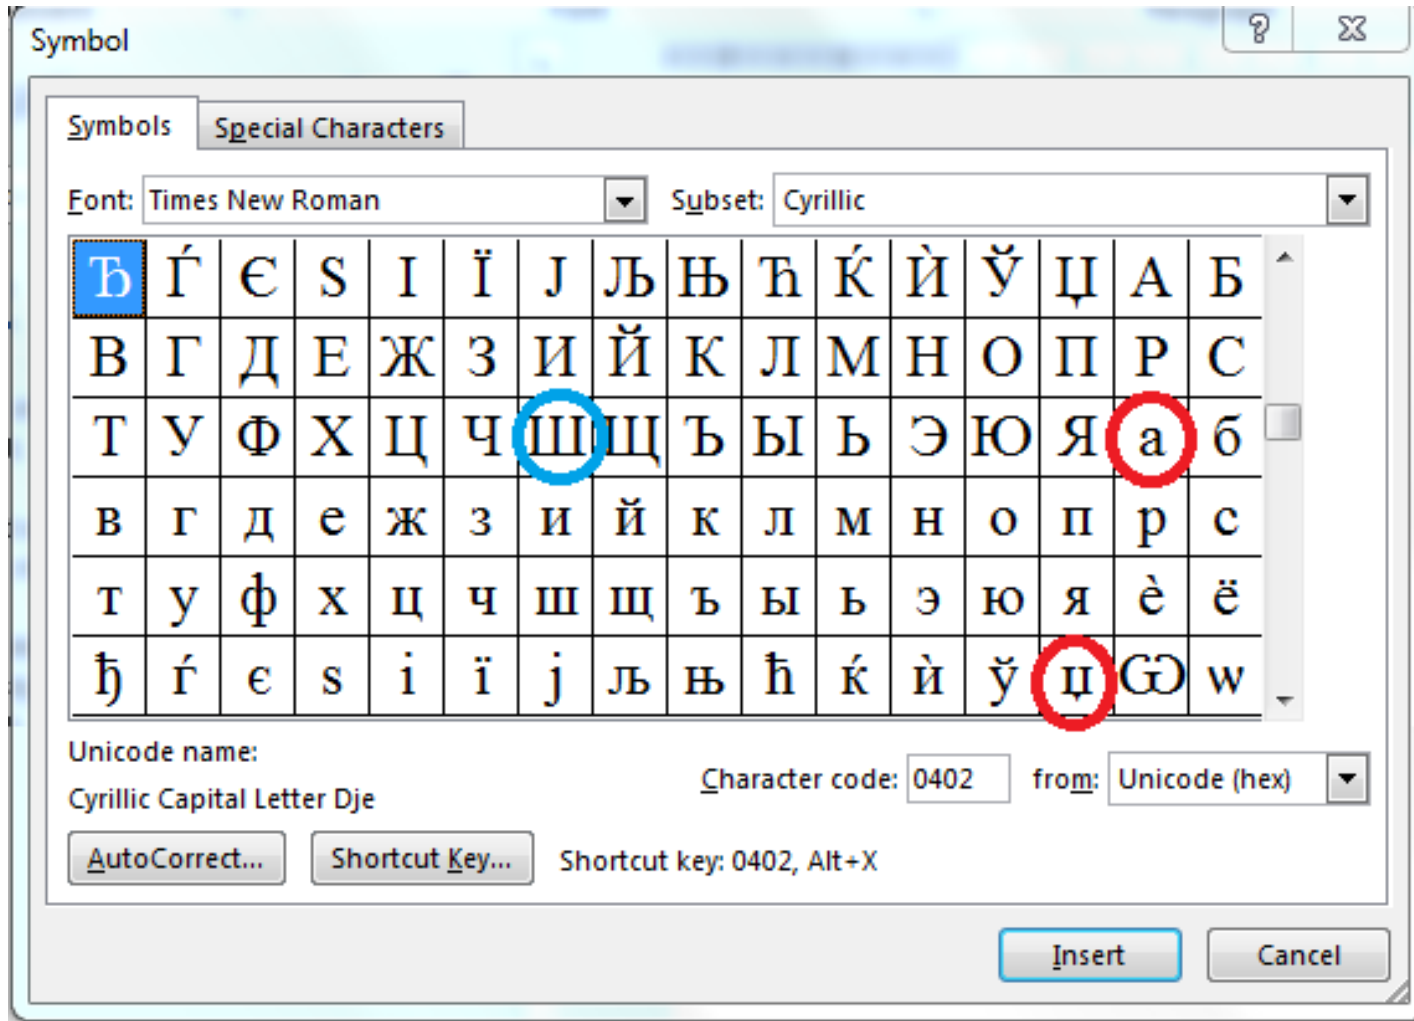 Symbol
Symbols Special Characters
Font: Times New Roman Subset: Cyrillic
Ђ Ѓ Є Ѕ І Ї Ј Љ Њ Ћ Ќ Ѝ Ў Џ А Б
В Г Д Е Ж З И Й К Л М Н О П Р С
Т У Ф Х Ц Ч Ш Щ Ъ Ы Ь Э Ю Я а б
в г д е ж з и й к л м н о п р с
т у ф х ц ч ш щ ъ ы ь э ю я ѐ ё
ђ ѓ є ѕ і ї ј љ њ ћ ќ ѝ ў џ Ѡ ѡ
Unicode name:
Cyrillic Capital Letter Dje
Character code: 0402 from: Unicode (hex)
AutoCorrect... Shortcut Key... Shortcut key: 0402, Alt+X
Insert Cancel